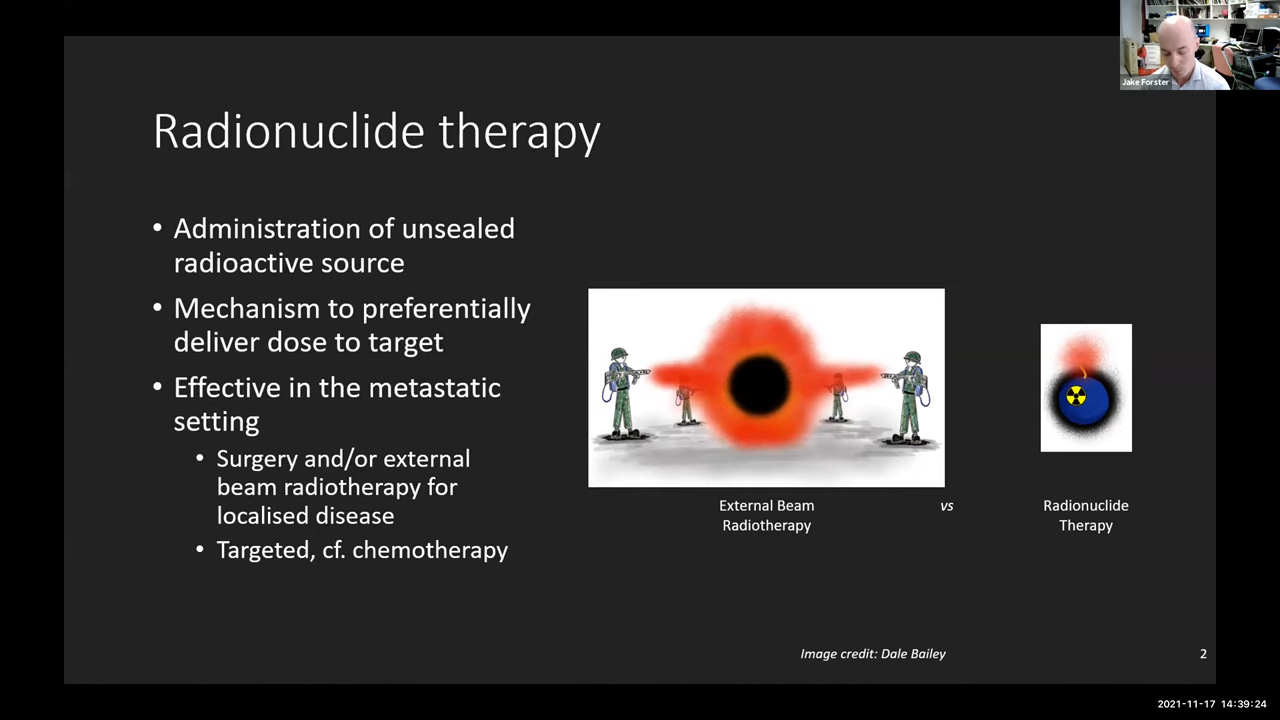 Jake Forster
Radionuclide therapy
• Administration of unsealed
radioactive source
• Mechanism to preferentially
deliver dose to target
• Effective in the metastatic
setting
• Surgery and/or external
beam radiotherapy for
localised disease
• Targeted, cf. chemotherapy
External Beam
Radiotherapy
vs
Radionuclide
Therapy
Image credit: Dale Bailey
2
2021-11-17 14:39:24